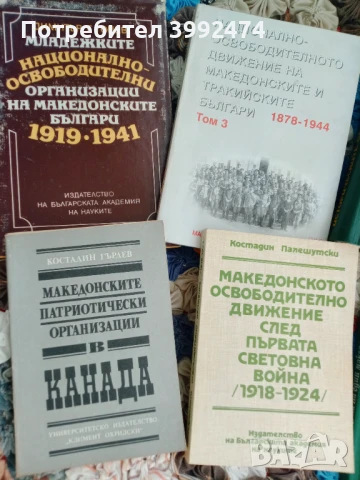 Потребител 3992474
МЛАДЕЖКИТЕ
НАЦИОНАЛНО-
ОСВОБОДИТЕЛНИ
ОРГАНИЗАЦИИ
НА МАКЕДОНСКИТЕ
БЪЛГАРИ
1919·1941
ИЗДАТЕЛСТВО
НА БЪЛГАРСКАТА АКАДЕМИЯ
НА НАУКИТЕ
ОСВОБОДИТЕЛНОТО
ДВИЖЕНИЕ НА
МАКЕДОНСКИТЕ И
ТРАКИЙСКИТЕ
БЪЛГАРИ
1878-1944
Том 3
КОСТАДИН ГЪРДЕВ
МАКЕДОНСКИТЕ
ПАТРИОТИЧЕСКИ
ОРГАНИЗАЦИИ
В
КАНАДА
УНИВЕРСИТЕТСКО ИЗДАТЕЛСТВО
"КЛИМЕНТ ОХРИДСКИ"
Костадин Палешутски
МАКЕДОНСКОТО
ОСВОБОДИТЕЛНО
ДВИЖЕНИЕ
СЛЕД
ПЪРВАТА
СВЕТОВНА
ВОЙНА
/1918-1924/
Издателство
на Българската академия
на науките
bazar